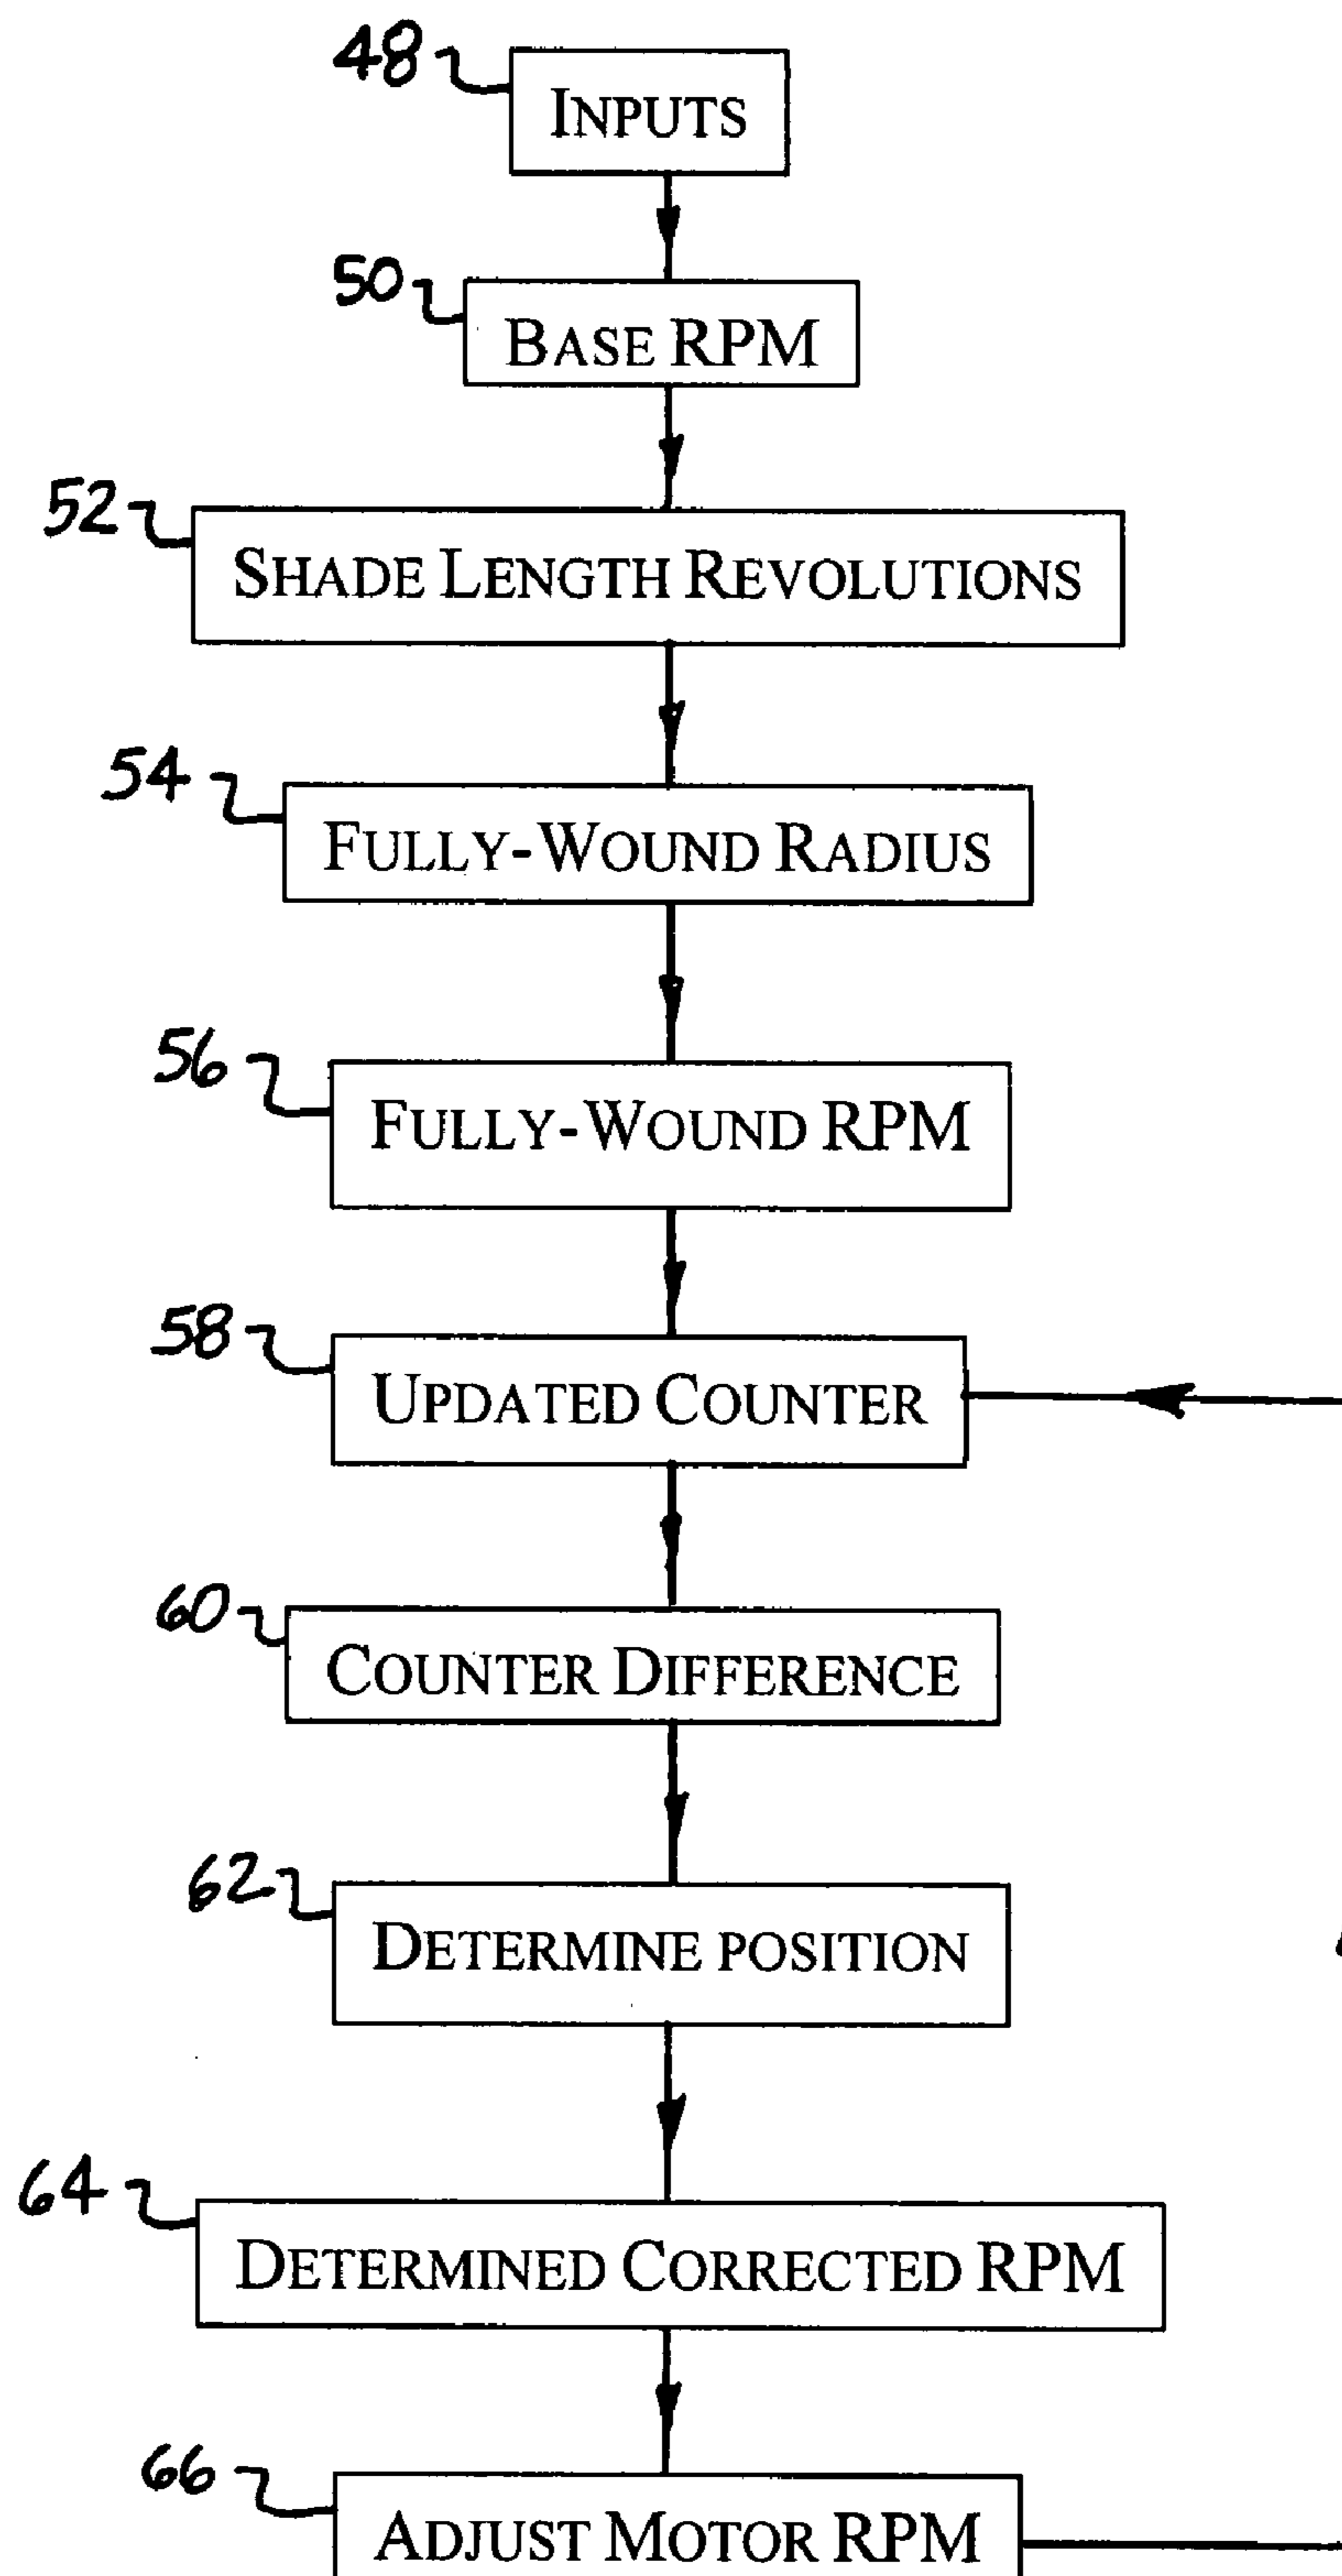 48
INPUTS
50
BASE RPM
52
SHADE LENGTH REVOLUTIONS
54
FULLY-WOUND RADIUS
56
FULLY-WOUND RPM
58
UPDATED COUNTER
60
COUNTER DIFFERENCE
62
DETERMINE POSITION
64
DETERMINED CORRECTED RPM
66
ADJUST MOTOR RPM